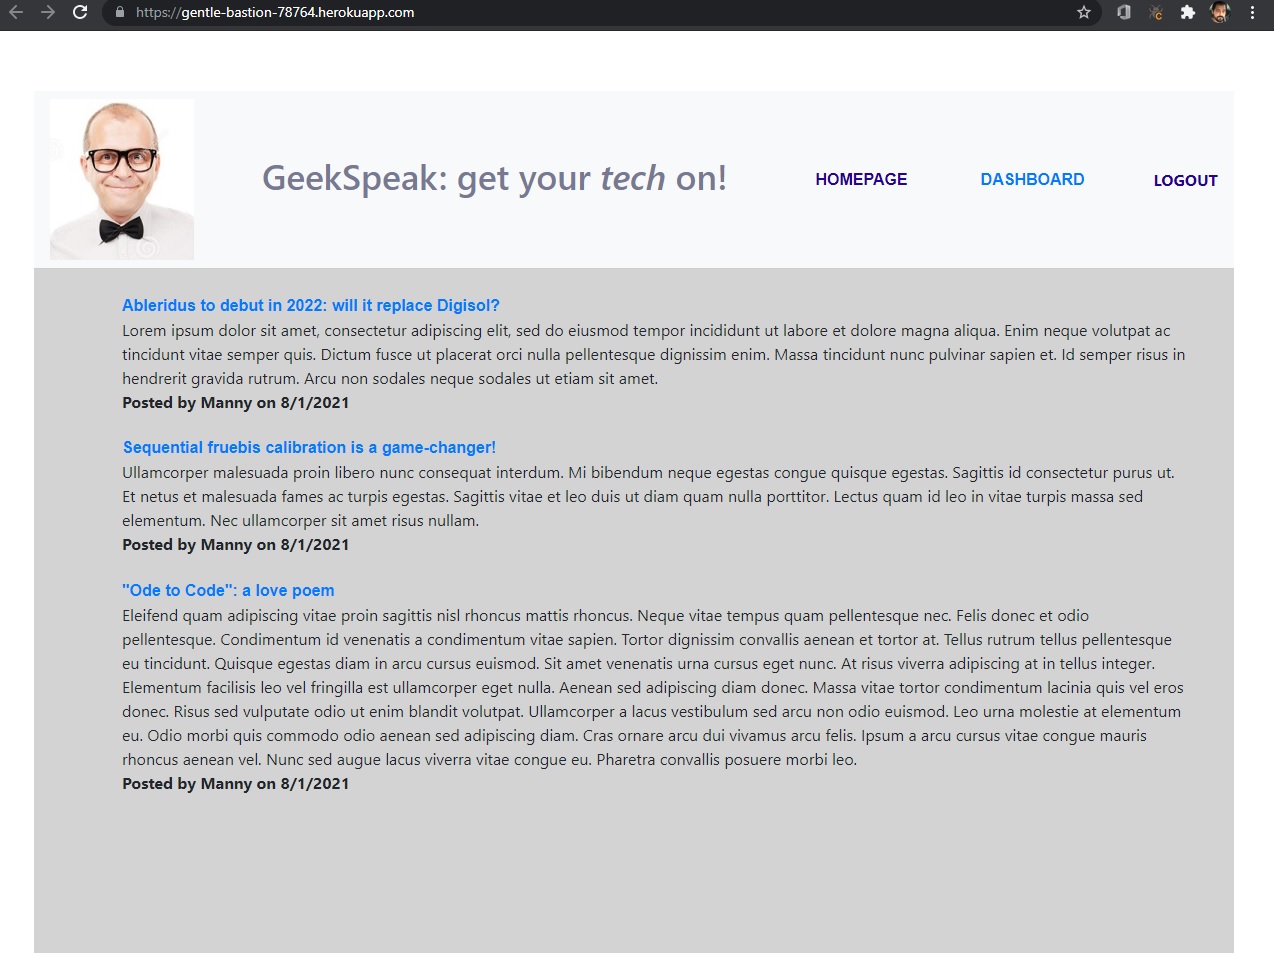 https://gentle-bastion-78764.herokuapp.com
GeekSpeak: get your tech on!
HOMEPAGE
DASHBOARD
LOGOUT
Ableridus to debut in 2022: will it replace Digisol?
Lorem ipsum dolor sit amet, consectetur adipiscing elit, sed do eiusmod tempor incididunt ut labore et dolore magna aliqua. Enim neque volutpat ac
tincidunt vitae semper quis. Dictum fusce ut placerat orci nulla pellentesque dignissim enim. Massa tincidunt nunc pulvinar sapien et. Id semper risus in
hendrerit gravida rutrum. Arcu non sodales neque sodales ut etiam sit amet.
Posted by Manny on 8/1/2021
Sequential fruebis calibration is a game-changer!
Ullamcorper malesuada proin libero nunc consequat interdum. Mi bibendum neque egestas congue quisque egestas. Sagittis id consectetur purus ut.
Et netus et malesuada fames ac turpis egestas. Sagittis vitae et leo duis ut diam quam nulla porttitor. Lectus quam id leo in vitae turpis massa sed
elementum. Nec ullamcorper sit amet risus nullam.
Posted by Manny on 8/1/2021
"Ode to Code": a love poem
Eleifend quam adipiscing vitae proin sagittis nisl rhoncus mattis rhoncus. Neque vitae tempus quam pellentesque nec. Felis donec et odio
pellentesque. Condimentum id venenatis a condimentum vitae sapien. Tortor dignissim convallis aenean et tortor at. Tellus rutrum tellus pellentesque
eu tincidunt. Quisque egestas diam in arcu cursus euismod. Sit amet venenatis urna cursus eget nunc. At risus viverra adipiscing at in tellus integer.
Elementum facilisis leo vel fringilla est ullamcorper eget nulla. Aenean sed adipiscing diam donec. Massa vitae tortor condimentum lacinia quis vel eros
donec. Risus sed vulputate odio ut enim blandit volutpat. Ullamcorper a lacus vestibulum sed arcu non odio euismod. Leo urna molestie at elementum
eu. Odio morbi quis commodo odio aenean sed adipiscing diam. Cras ornare arcu dui vivamus arcu felis. Ipsum a arcu cursus vitae congue mauris
rhoncus aenean vel. Nunc sed augue lacus viverra vitae congue eu. Pharetra convallis posuere morbi leo.
Posted by Manny on 8/1/2021